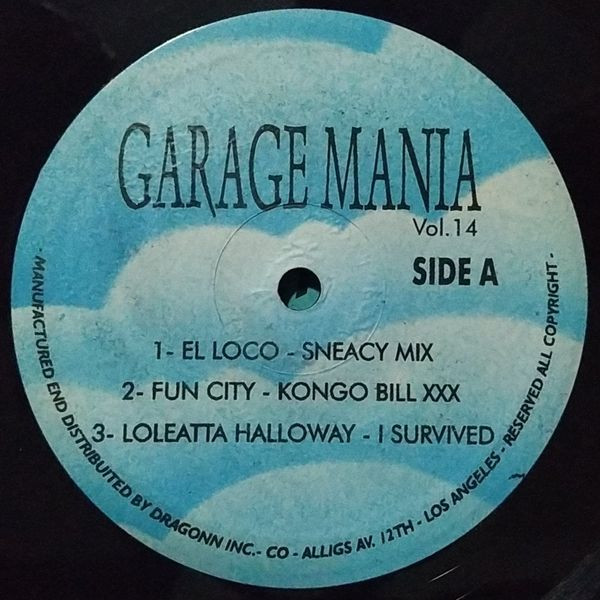 GARAGE MANIA
Vol.14
SIDE A
1- EL LOCO - SNEACY MIX
2- FUN CITY - KONGO BILL XXX
3- LOLEATTA HALLOWAY - I SURVIVED
- MANUFACTURED END DISTRIBUITED BY DRAGONN INC.- CO - ALLIGS AV. 12TH - LOS ANGELES - RESERVED ALL COPYRIGHT -